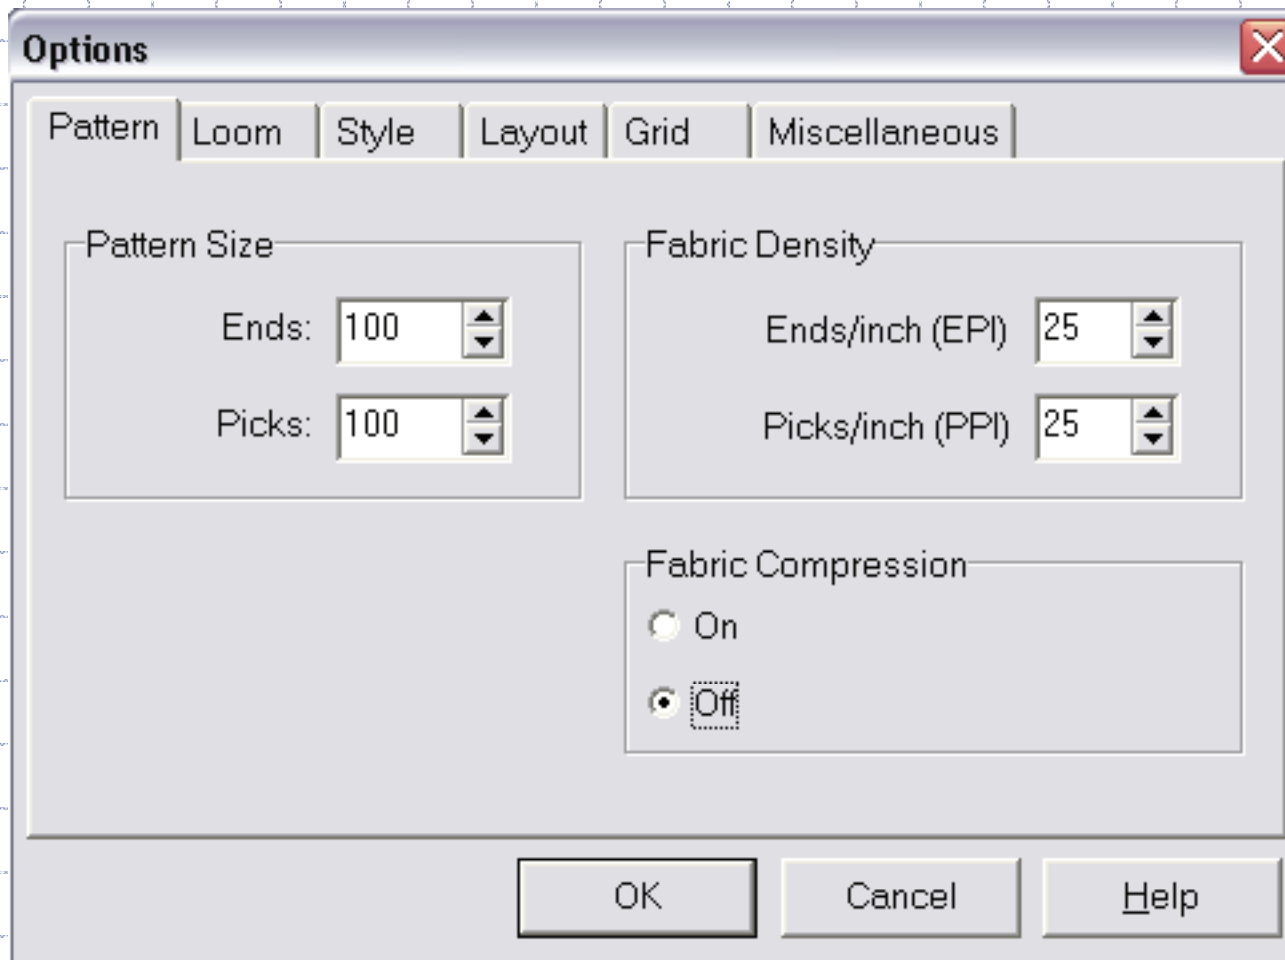 Options
Pattern Loom Style Layout Grid Miscellaneous
Pattern Size
Ends: 100
Picks: 100
Fabric Density
Ends/inch (EPI) 25
Picks/inch (PPI) 25
Fabric Compression
On
Off
OK Cancel Help